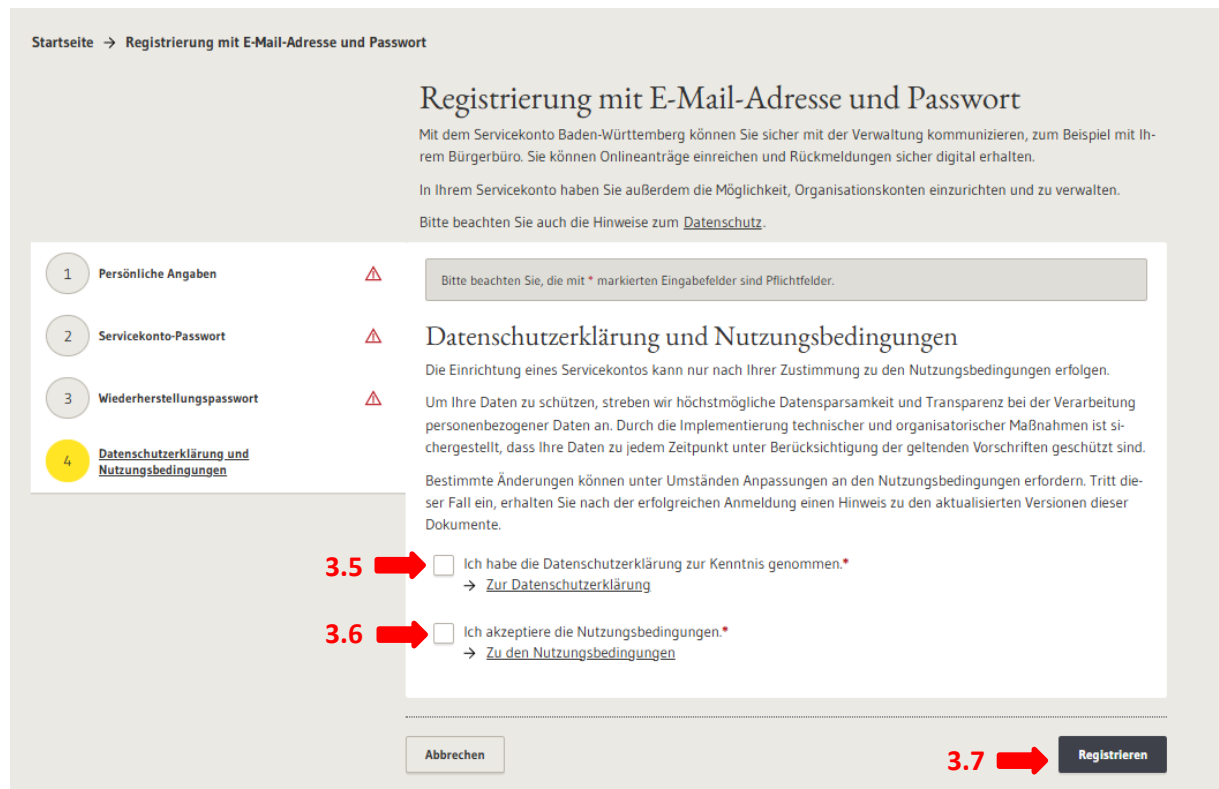 Startseite → Registrierung mit E-Mail-Adresse und Passwort
Registrierung mit E-Mail-Adresse und Passwort
Mit dem Servicekonto Baden-Württemberg können Sie sicher mit der Verwaltung kommunizieren, zum Beispiel mit Ih-
rem Bürgerbüro. Sie können Onlineanträge einreichen und Rückmeldungen sicher digital erhalten.
In Ihrem Servicekonto haben Sie außerdem die Möglichkeit, Organisationskonten einzurichten und zu verwalten.
Bitte beachten Sie auch die Hinweise zum Datenschutz.
1 Persönliche Angaben
2 Servicekonto-Passwort
3 Wiederherstellungspasswort
4 Datenschutzerklärung und
Nutzungsbedingungen
Bitte beachten Sie, die mit * markierten Eingabefelder sind Pflichtfelder.
Datenschutzerklärung und Nutzungsbedingungen
Die Einrichtung eines Servicekontos kann nur nach Ihrer Zustimmung zu den Nutzungsbedingungen erfolgen.
Um Ihre Daten zu schützen, streben wir höchstmögliche Datensparsamkeit und Transparenz bei der Verarbeitung
personenbezogener Daten an. Durch die Implementierung technischer und organisatorischer Maßnahmen ist si-
chergestellt, dass Ihre Daten zu jedem Zeitpunkt unter Berücksichtigung der geltenden Vorschriften geschützt sind.
Bestimmte Änderungen können unter Umständen Anpassungen an den Nutzungsbedingungen erfordern. Tritt die-
ser Fall ein, erhalten Sie nach der erfolgreichen Anmeldung einen Hinweis zu den aktualisierten Versionen dieser
Dokumente.
3.5 Ich habe die Datenschutzerklärung zur Kenntnis genommen.*
→ Zur Datenschutzerklärung
3.6 Ich akzeptiere die Nutzungsbedingungen.*
→ Zu den Nutzungsbedingungen
Abbrechen
3.7 Registrieren